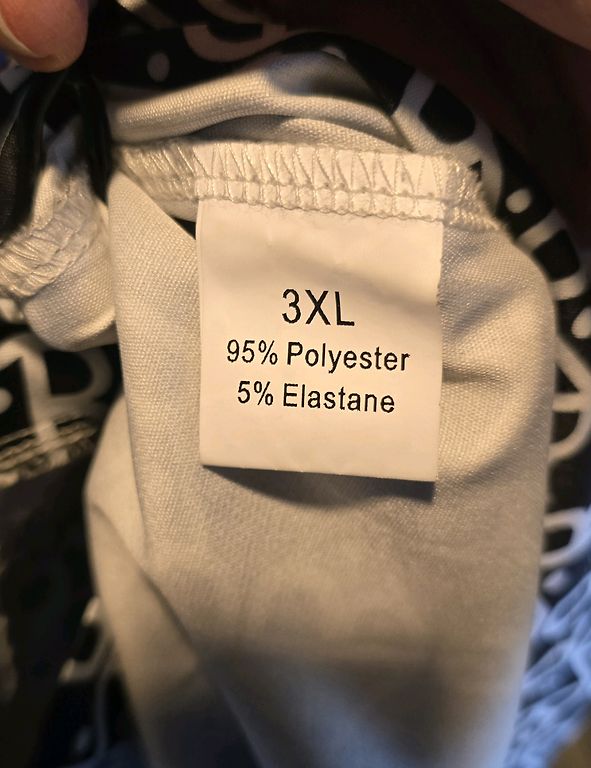 3XL
95% Polyester
5% Elastane